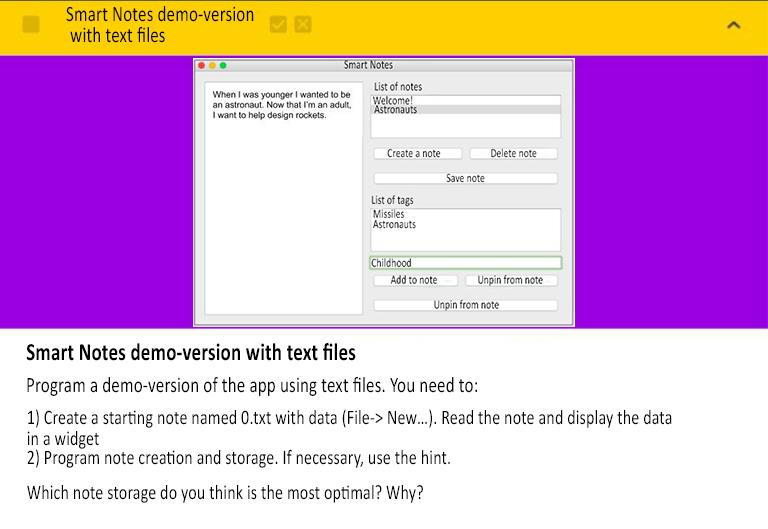 Smart Notes demo-version
with text files
Smart Notes
When I was younger I wanted to be
an astronaut. Now that I'm an adult,
I want to help design rockets.
List of notes
Welcome!
Astronauts
Create a note
Delete note
Save note
List of tags
Missiles
Astronauts
Childhood
Add to note
Unpin from note
Unpin from note
Smart Notes demo-version with text files
Program a demo-version of the app using text files. You need to:
1) Create a starting note named 0.txt with data (File-> New...). Read the note and display the data
in a widget
2) Program note creation and storage. If necessary, use the hint.
Which note storage do you think is the most optimal? Why?